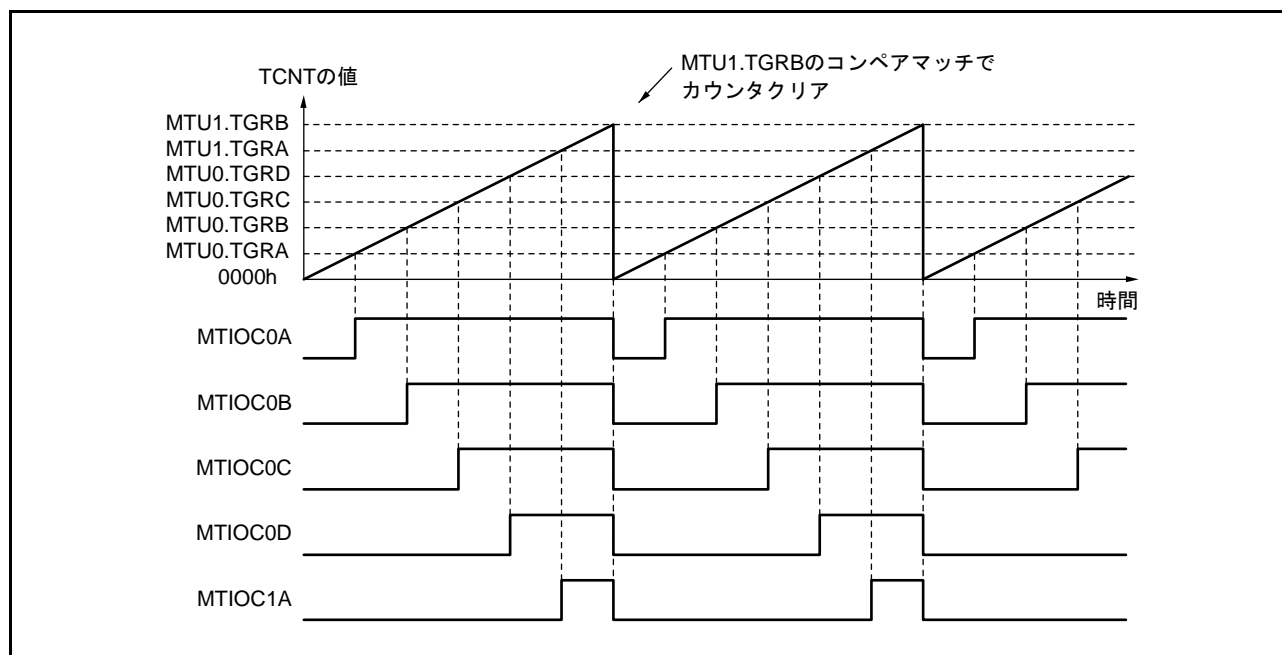 MTU1.TGRBのコンペアマッチで
カウンタクリア
TCNTの値
MTU1.TGRB
MTU1.TGRA
MTU0.TGRD
MTU0.TGRC
MTU0.TGRB
MTU0.TGRA
0000h
時間
MTIOC0A
MTIOC0B
MTIOC0C
MTIOC0D
MTIOC1A